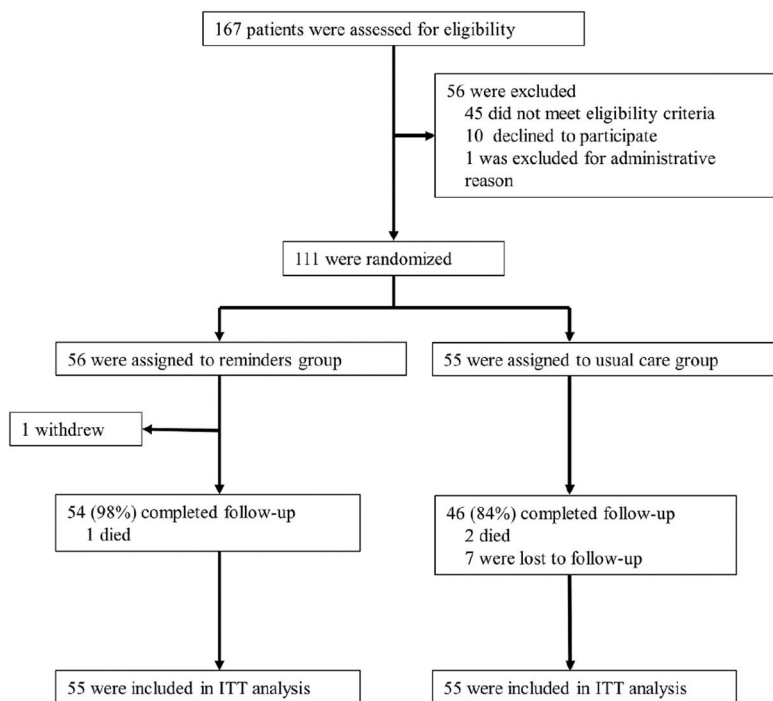 167 patients were assessed for eligibility
56 were excluded
45 did not meet eligibility criteria
10 declined to participate
1 was excluded for administrative
reason
111 were randomized
56 were assigned to reminders group
55 were assigned to usual care group
1 withdrew
54 (98%) completed follow-up
1 died
46 (84%) completed follow-up
2 died
7 were lost to follow-up
55 were included in ITT analysis
55 were included in ITT analysis